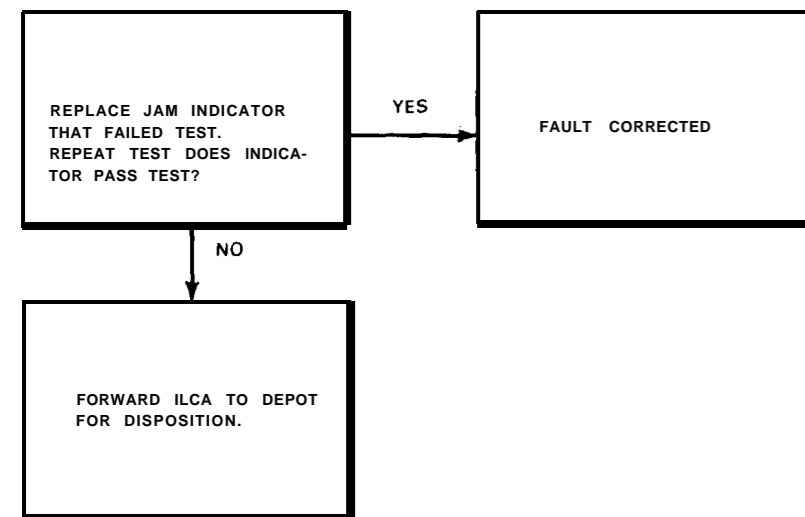 REPLACE JAM INDICATOR
THAT FAILED TEST.
REPEAT TEST DOES INDICA-
TOR PASS TEST?
YES
FAULT CORRECTED
NO
FORWARD ILCA TO DEPOT
FOR DISPOSITION.